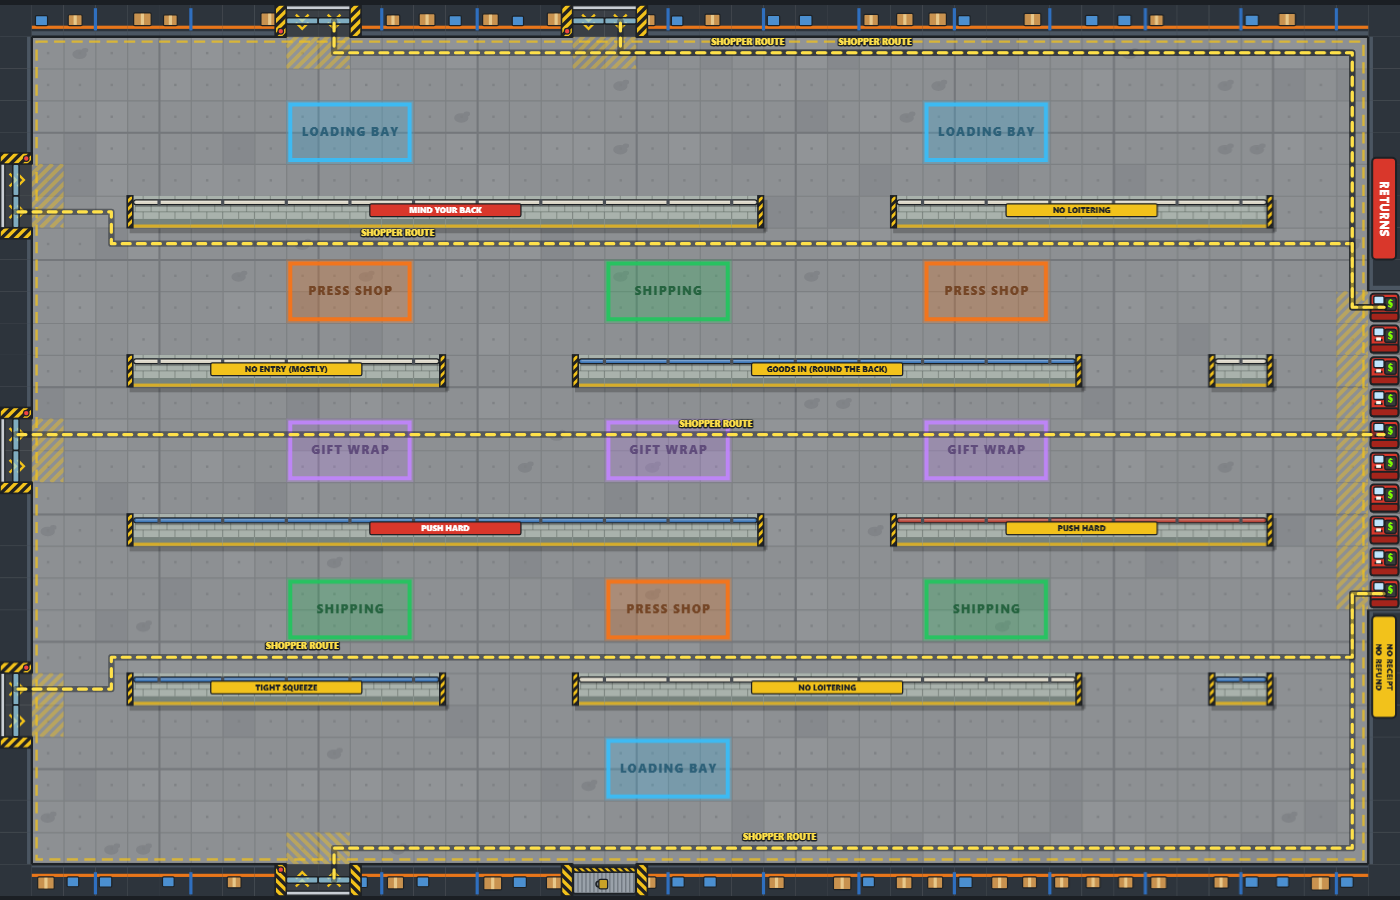 SHOPPER ROUTE
SHOPPER ROUTE
LOADING BAY
LOADING BAY
RETURNS
MIND YOUR BACK
NO LOITERING
SHOPPER ROUTE
PRESS SHOP
SHIPPING
PRESS SHOP
$
$
NO ENTRY (MOSTLY)
GOODS IN (ROUND THE BACK)
$
$
SHOPPER ROUTE
$
GIFT WRAP
GIFT WRAP
GIFT WRAP
$
$
PUSH HARD
PUSH HARD
$
$
$
SHIPPING
PRESS SHOP
SHIPPING
SHOPPER ROUTE
NO RECEIPT
NO REFUND
TIGHT SQUEEZE
NO LOITERING
LOADING BAY
SHOPPER ROUTE